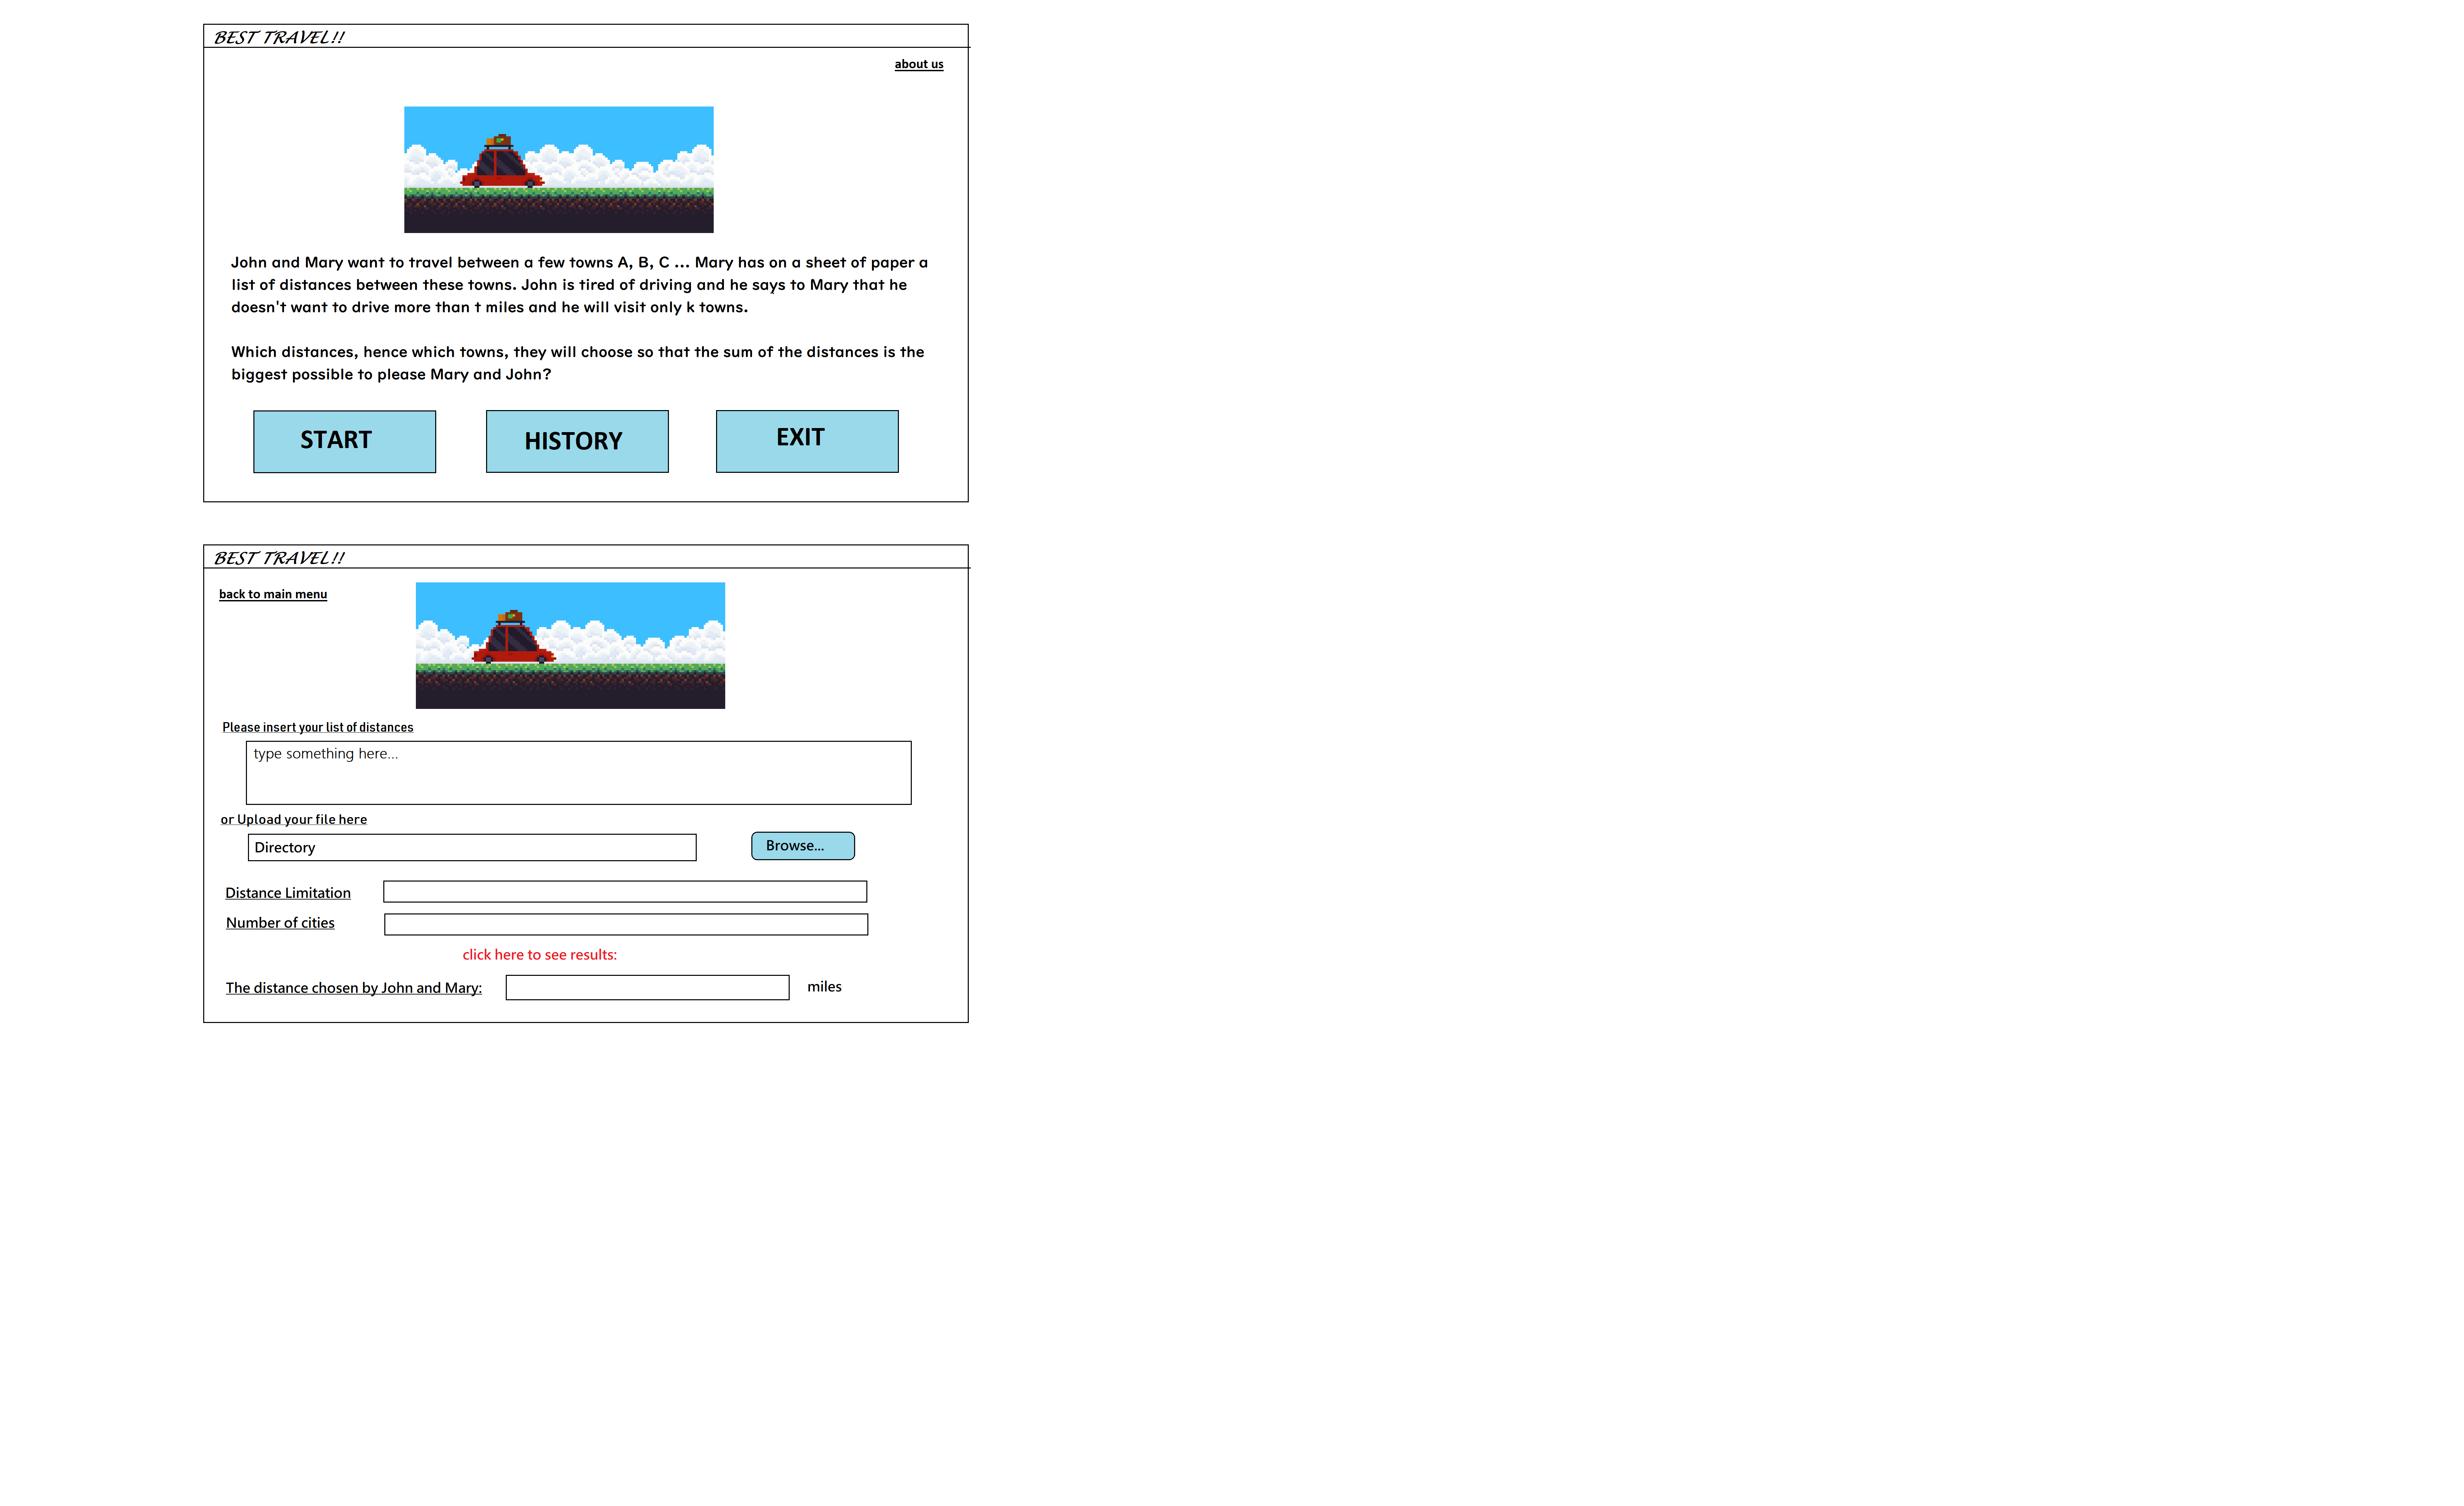 BEST TRAVEL!!
about us
John and Mary want to travel between a few towns A, B, C ... Mary has on a sheet of paper a
list of distances between these towns. John is tired of driving and he says to Mary that he
doesn't want to drive more than t miles and he will visit only k towns.
Which distances, hence which towns, they will choose so that the sum of the distances is the
biggest possible to please Mary and John?
START
HISTORY
EXIT
BEST TRAVEL!!
back to main menu
Please insert your list of distances
type something here...
or Upload your file here
Directory
Browse...
Distance Limitation
Number of cities
click here to see results:
The distance chosen by John and Mary:
miles